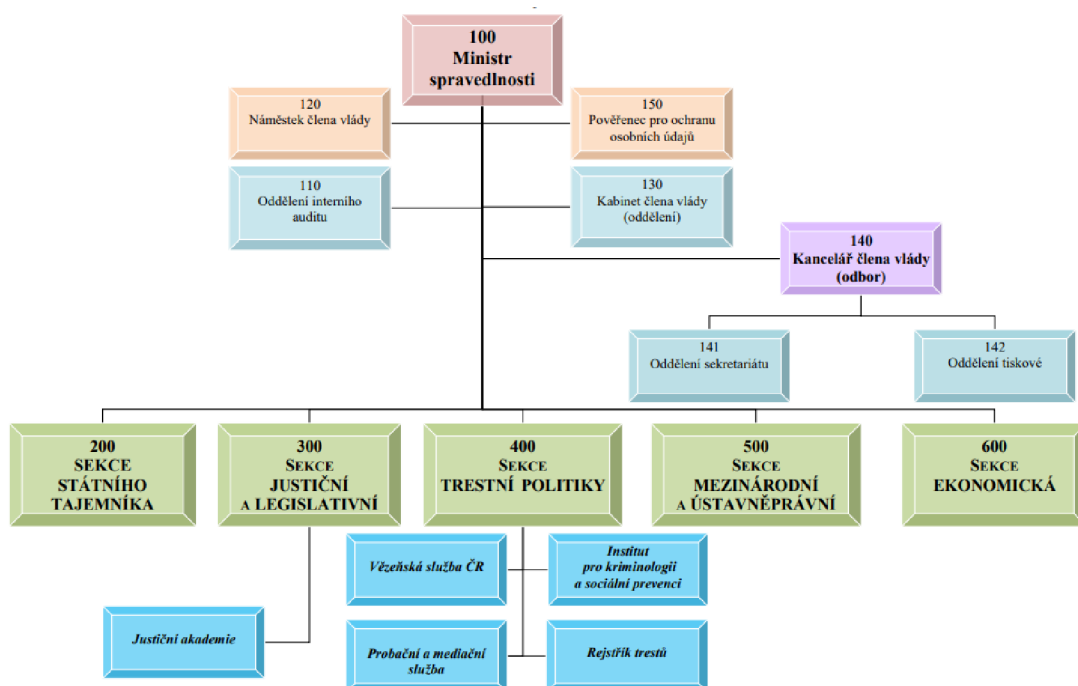 100
Ministr
spravedlnosti
120
Náměstek člena vlády
150
Pověřenec pro ochranu
osobních údajů
110
Oddělení interního
auditu
130
Kabinet člena vlády
(oddělení)
140
Kancelář člena vlády
(odbor)
141
Oddělení sekretariátu
142
Oddělení tiskové
200
SEKCE
STÁTNÍHO
TAJEMNÍKA
300
SEKCE
JUSTIČNÍ
A LEGISLATIVNÍ
400
SEKCE
TRESTNÍ POLITIKY
500
SEKCE
MEZINÁRODNÍ
A ÚSTAVNĚPRÁVNÍ
600
SEKCE
EKONOMICKÁ
Vězeňská služba ČR
Institut
pro kriminologii
a sociální prevenci
Justiční akademie
Probační a mediační
služba
Rejstřík trestů